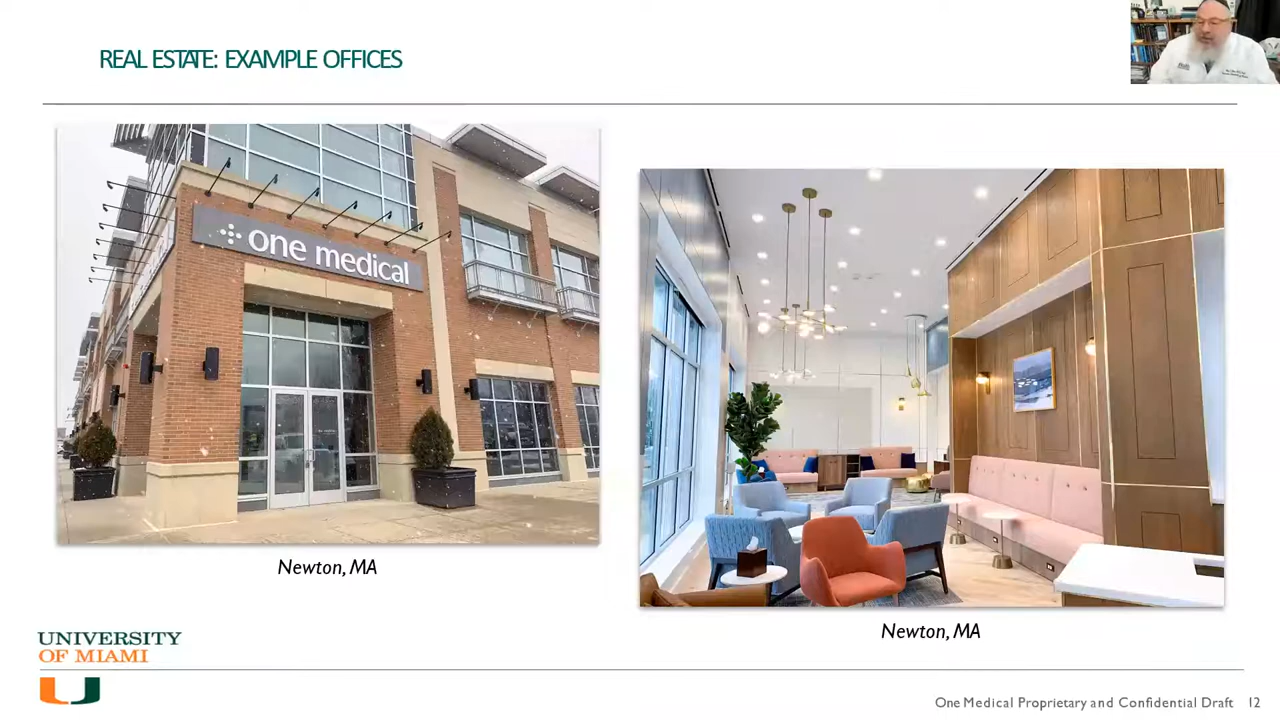 REAL ESTATE: EXAMPLE OFFICES
one medical
Newton, MA
Newton, MA
UNIVERSITY
OF MIAMI
One Medical Proprietary and Confidential Draft 12